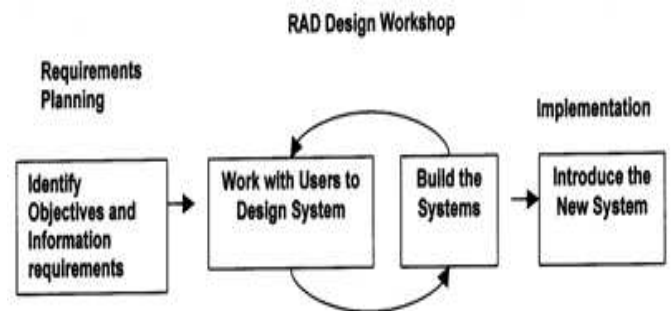 RAD Design Workshop
Requirements
Planning
Implementation
Identify
Objectives and
Information
requirements
Work with Users to
Design System
Build the
Systems
Introduce the
New System